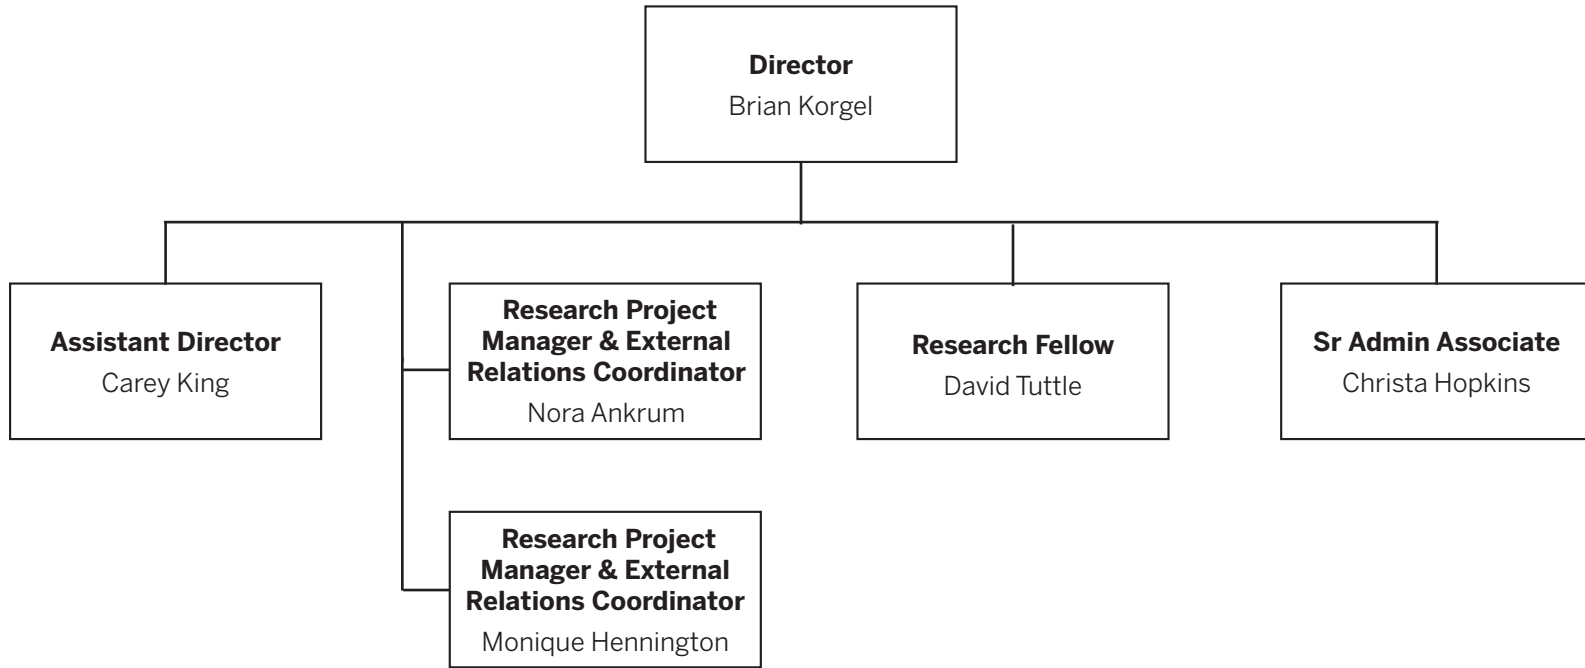 Director
Brian Korgel
Assistant Director
Carey King
Research Project
Manager & External
Relations Coordinator
Nora Ankrum
Research Fellow
David Tuttle
Sr Admin Associate
Christa Hopkins
Research Project
Manager & External
Relations Coordinator
Monique Hennington